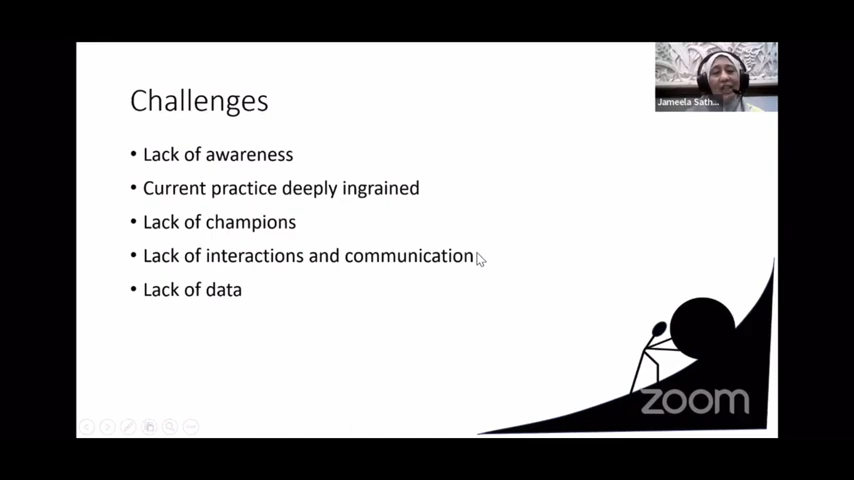 Challenges
Jameela Sath...
• Lack of awareness
• Current practice deeply ingrained
• Lack of champions
• Lack of interactions and communication
• Lack of data
zoom